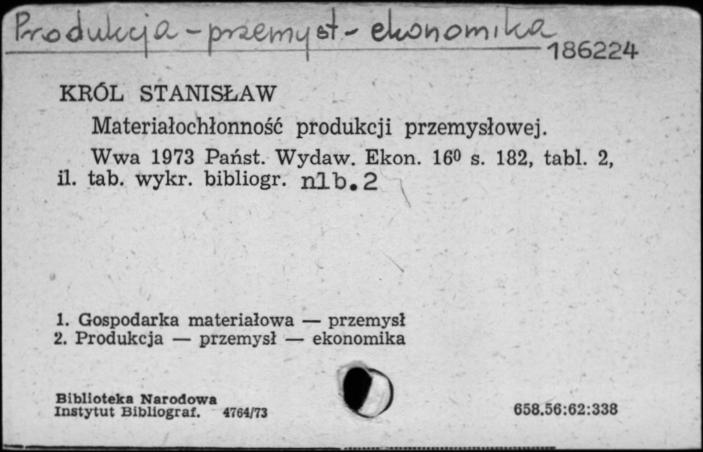 Produkcja - przemysł - ekonomika
186224
KRÓL STANISŁAW
Materiałochłonność produkcji przemysłowej.
Wwa 1973 Państ. Wydaw. Ekon. 16⁰ s. 182, tabl. 2,
il. tab. wykr. bibliogr. nlb.2
1. Gospodarka materiałowa — przemysł
2. Produkcja — przemysł — ekonomika
Biblioteka Narodowa
Instytut Bibliograf. 4764/73
658.56:62:338